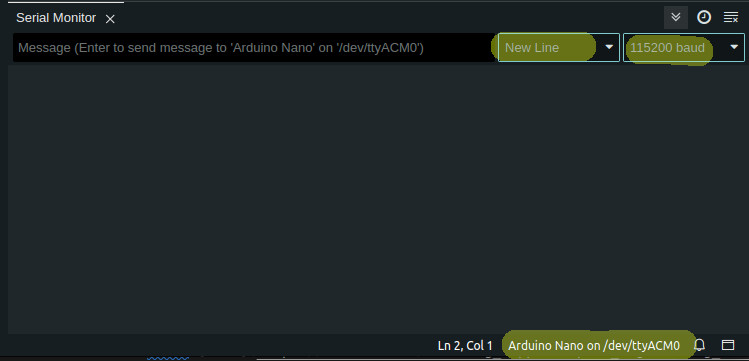 Serial Monitor
Message (Enter to send message to 'Arduino Nano' on '/dev/ttyACM0')
New Line
115200 baud
Ln 2, Col 1
Arduino Nano on /dev/ttyACM0